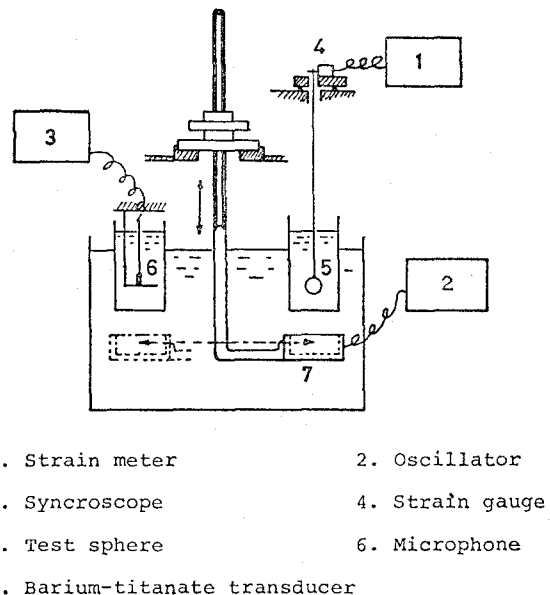 4
1
3
6
5
2
7
. Strain meter 2. Oscillator
. Syncroscope 4. Strain gauge
. Test sphere 6. Microphone
. Barium-titanate transducer